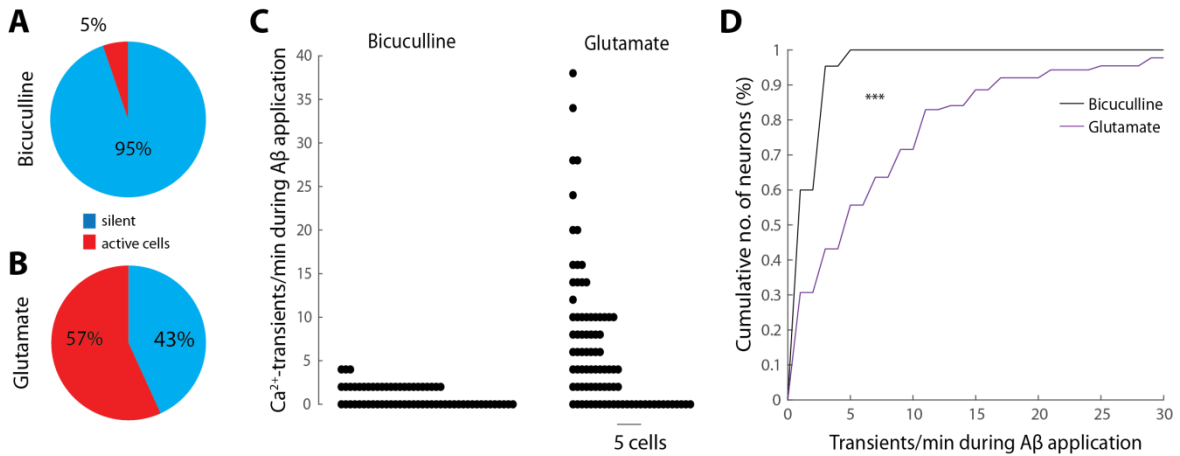 A
5%
Bicuculline
95%
silent
active cells
B
Glutamate
57%
43%
C
Bicuculline
Glutamate
Ca²⁺-transients/min during Aβ application
40
35
30
25
20
15
10
5
0
5 cells
D
Cumulative no. of neurons (%)
1
0.9
0.8
0.7
0.6
0.5
0.4
0.3
0.2
0.1
0
***
Bicuculline
Glutamate
0
5
10
15
20
25
30
Transients/min during Aβ application